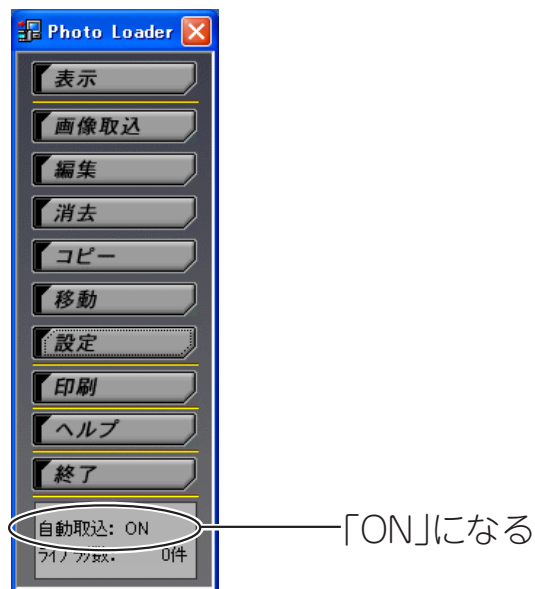 Photo Loader
表示
画像取込
編集
消去
コピー
移動
設定
印刷
ヘルプ
終了
自動取込: ON
「ON」になる
0件